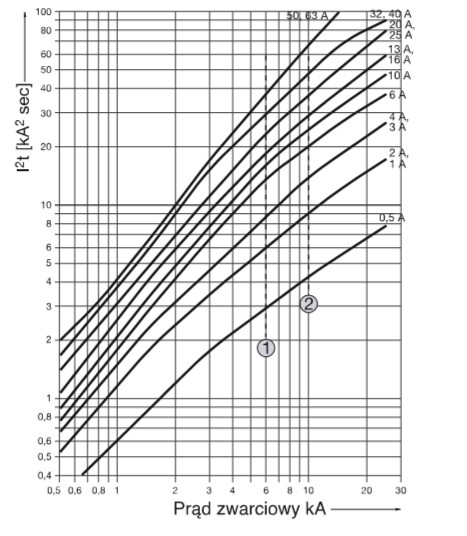 100
80
60
50
40
30
20
10
8
6
5
4
3
2
1
0,8
0,6
0,5
0,4
I²t [kA² sec]
50, 63 A
32, 40 A
20 A,
25 A
13 A,
16 A
10 A
6 A
4 A,
3 A
2 A,
1 A
0,5 A
2
1
0,5 0,6 0,8 1 2 3 4 6 8 10 20 30
Prąd zwarciowy kA